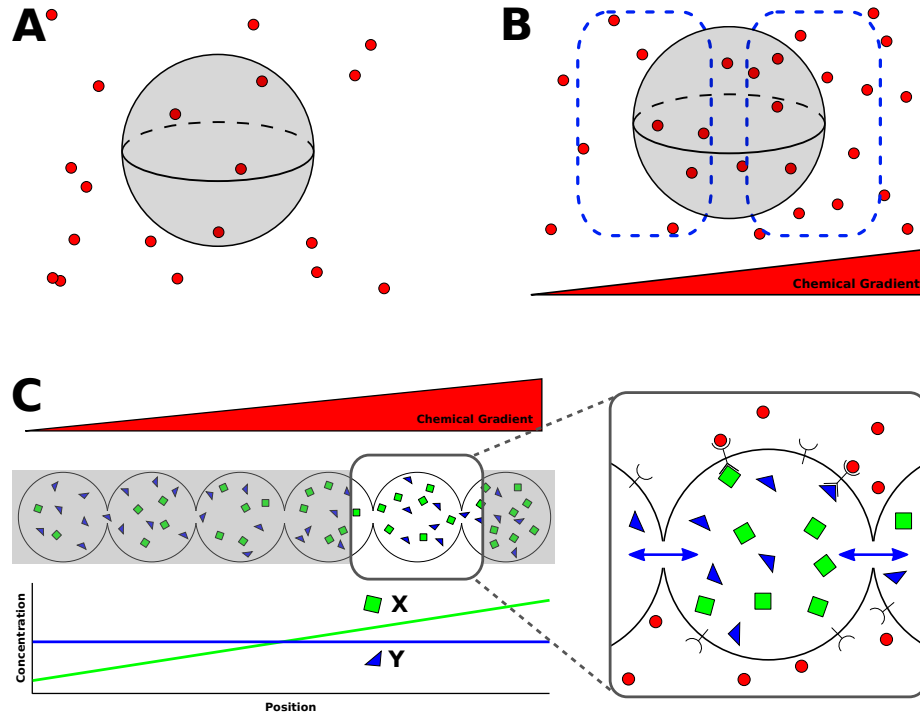 A
B
Chemical Gradient
C
Chemical Gradient
Concentration
X
Y
Position